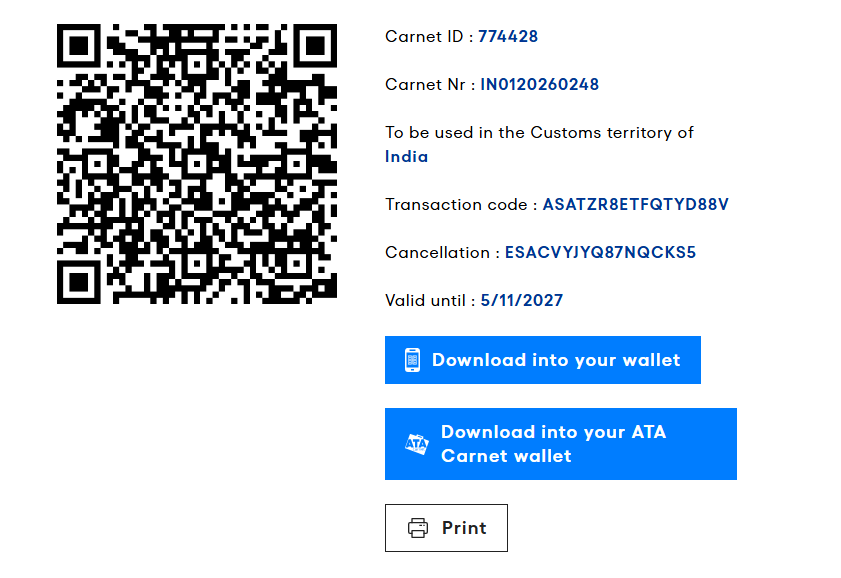 Carnet ID : 774428
Carnet Nr : IN0120260248
To be used in the Customs territory of
India
Transaction code : ASATZR8ETFQTYD88V
Cancellation : ESACVYJYQ87NQCKS5
Valid until : 5/11/2027
Download into your wallet
ATA
Download into your ATA
Carnet wallet
Print